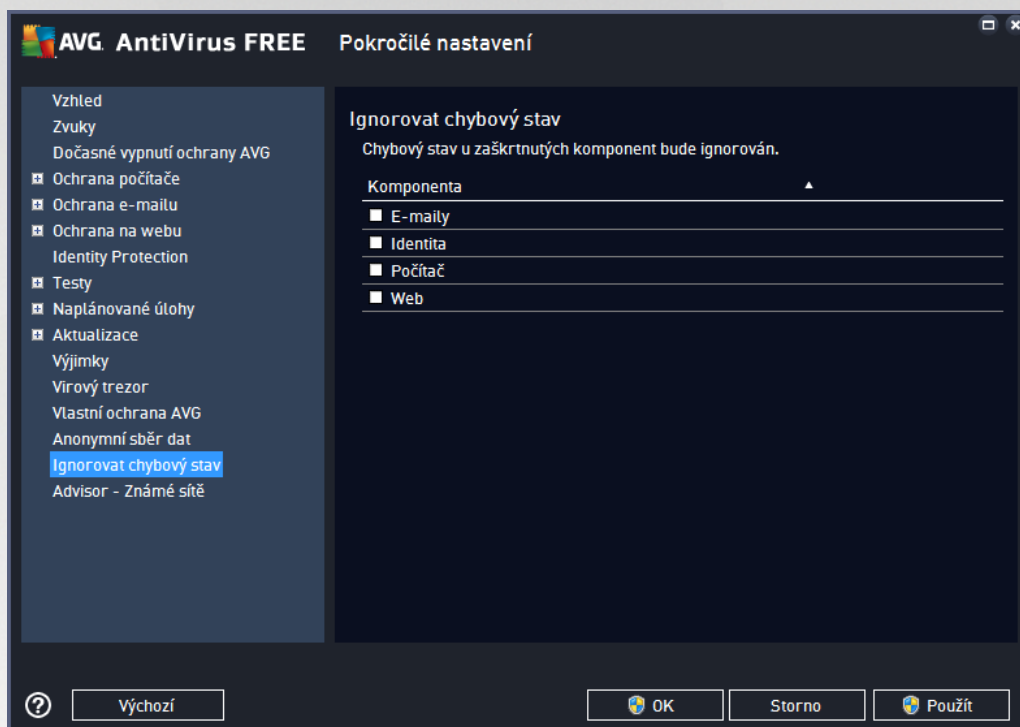 AVG. AntiVirus FREE Pokročilé nastavení
Vzhled
Zvuky
Dočasné vypnutí ochrany AVG
Ochrana počítače
Ochrana e-mailu
Ochrana na webu
Identity Protection
Testy
Naplánované úlohy
Aktualizace
Výjimky
Virový trezor
Vlastní ochrana AVG
Anonymní sběr dat
Ignorovat chybový stav
Advisor - Známé sítě
Ignorovat chybový stav
Chybový stav u zaškrtnutých komponent bude ignorován.
Komponenta
E-maily
Identita
Počítač
Web
Výchozí OK Storno Použít